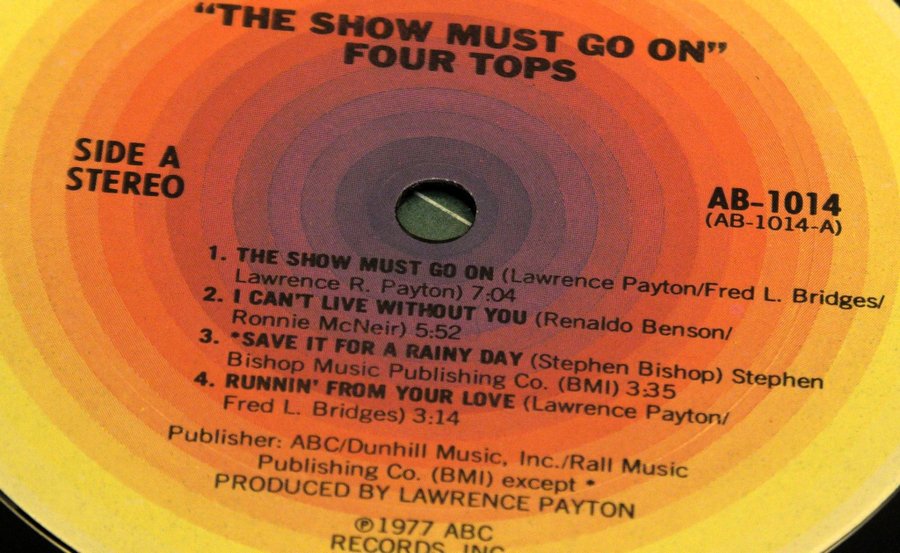 "THE SHOW MUST GO ON"
FOUR TOPS
SIDE A
STEREO
AB-1014
(AB-1014-A)
1. THE SHOW MUST GO ON (Lawrence Payton/Fred L. Bridges/
Lawrence R. Payton) 7:04
2. I CAN'T LIVE WITHOUT YOU (Renaldo Benson/
Ronnie McNeir) 5:52
3. *SAVE IT FOR A RAINY DAY (Stephen Bishop) Stephen
Bishop Music Publishing Co. (BMI) 3:35
4. RUNNIN' FROM YOUR LOVE (Lawrence Payton/
Fred L. Bridges) 3:14
Publisher: ABC/Dunhill Music, Inc./Rall Music
Publishing Co. (BMI) except *
PRODUCED BY LAWRENCE PAYTON
℗1977 ABC
RECORDS, INC.